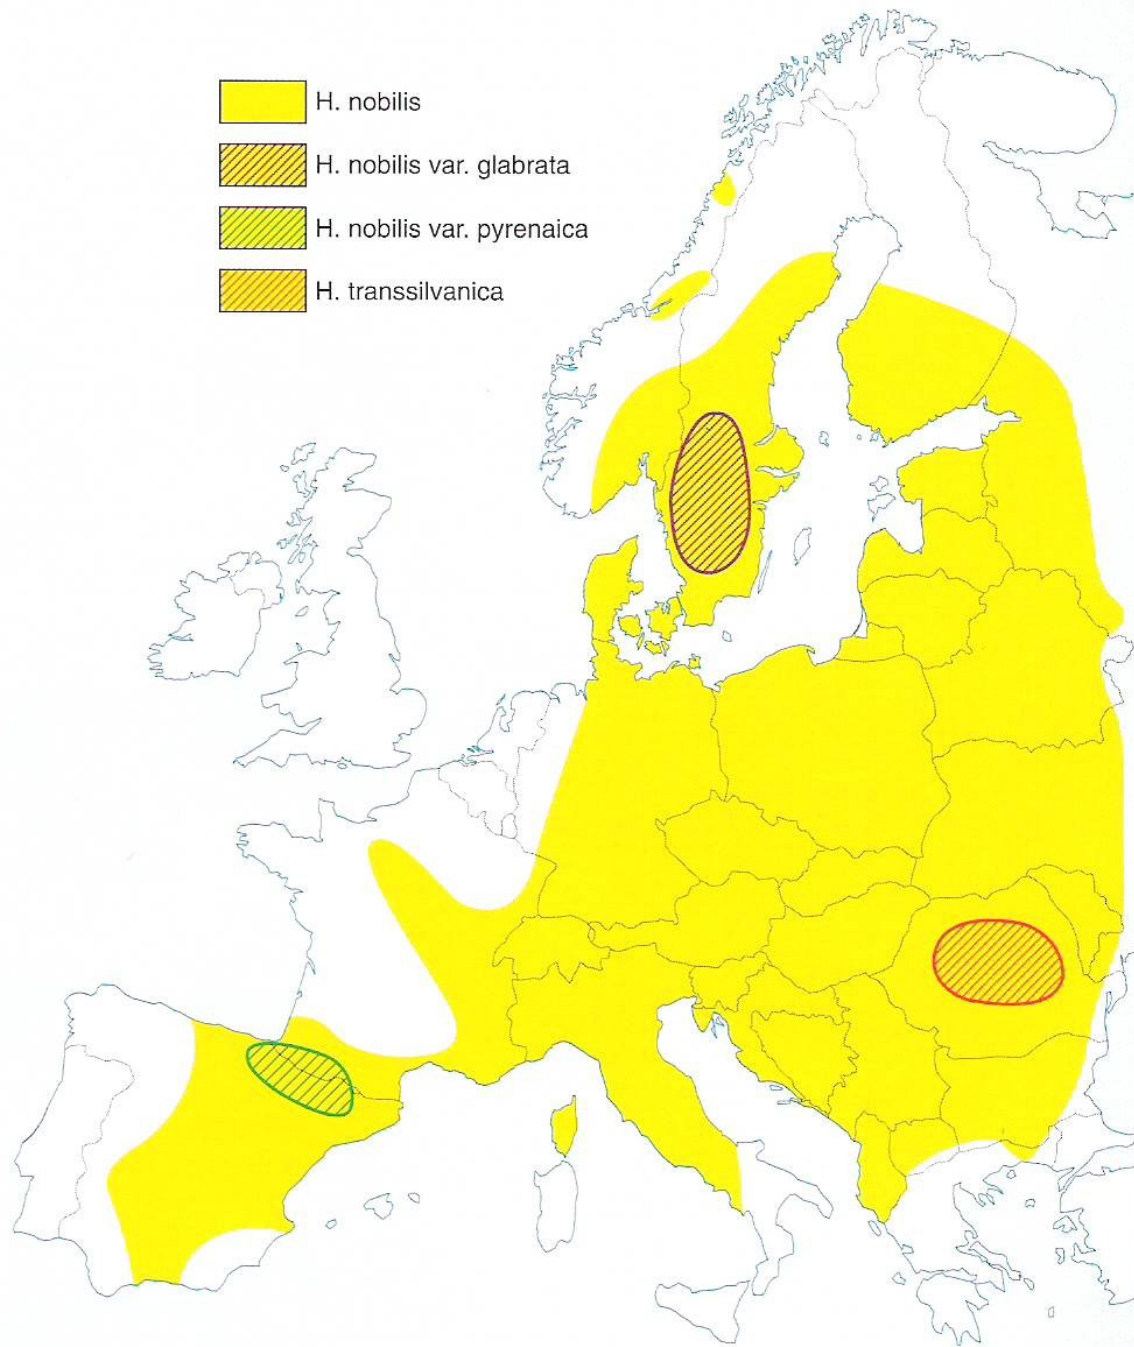 H. nobilis
H. nobilis var. glabrata
H. nobilis var. pyrenaica
H. transsilvanica